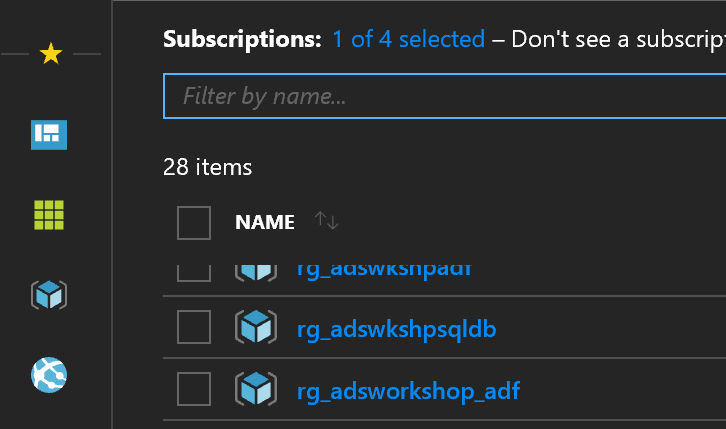 Subscriptions: 1 of 4 selected – Don't see a subscript
Filter by name...
28 items
NAME
rg_adswkshpadf
rg_adswkshpsqldb
rg_adsworkshop_adf